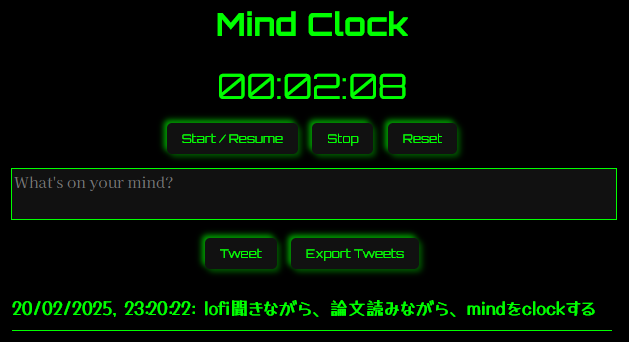 Mind Clock
00:02:08
Start / Resume Stop Reset
What's on your mind?
Tweet Export Tweets
20/02/2025, 23:20:22: lofi聞きながら、論文読みながら、mindをclockする